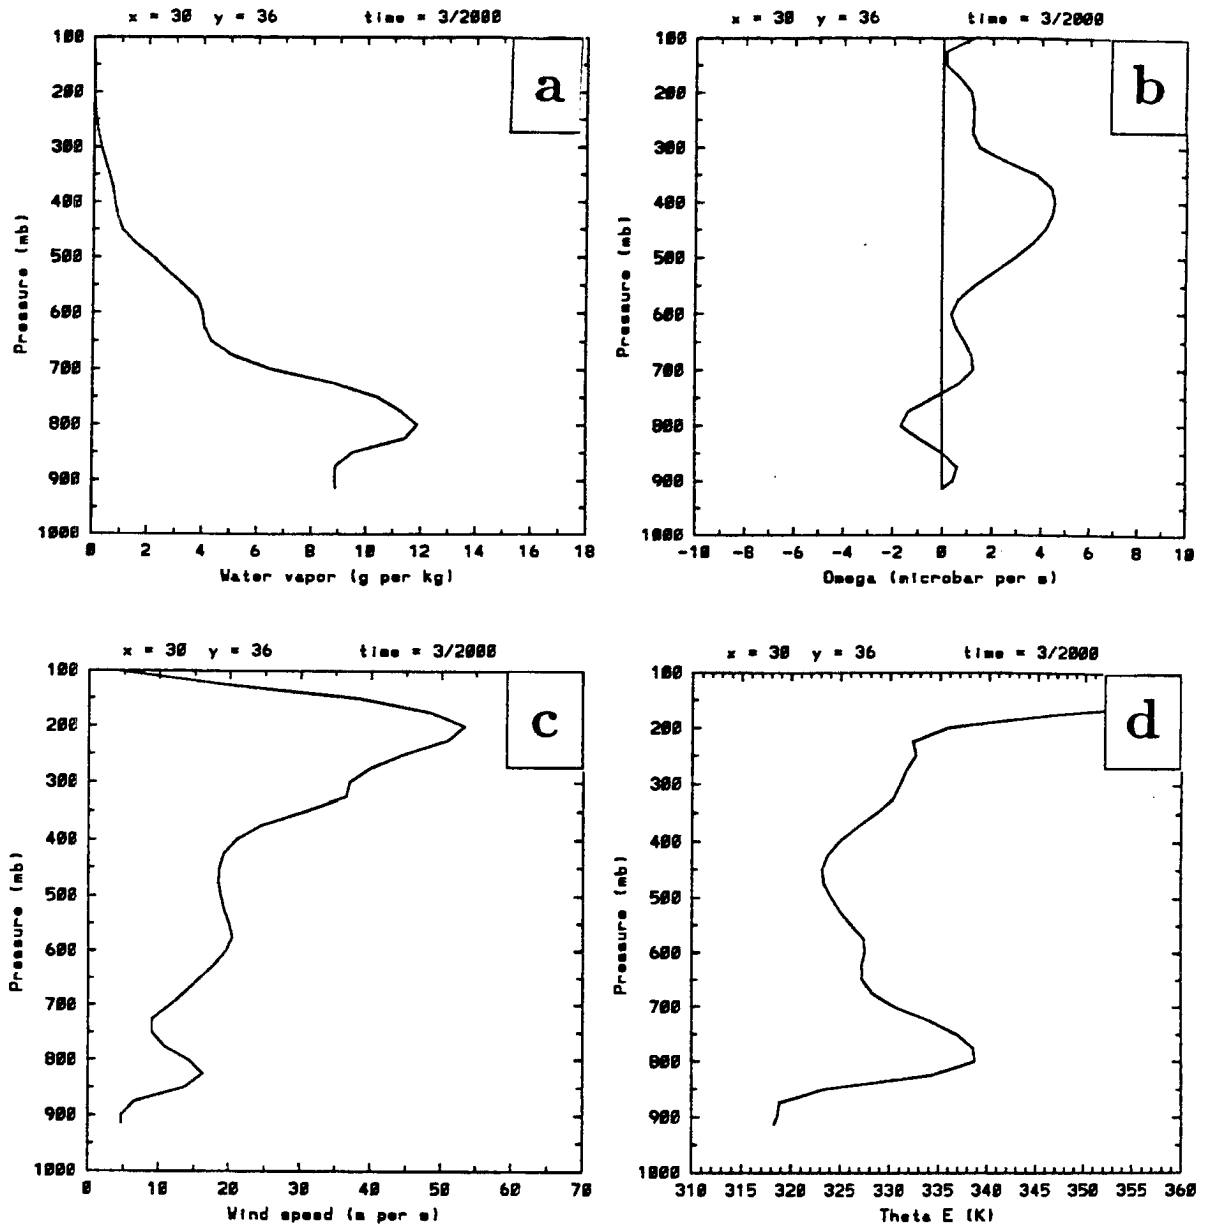 x = 30 y = 36 time = 3/2000
a
100
200
300
400
500
600
700
800
900
1000
Pressure (mb)
0 2 4 6 8 10 12 14 16 18
Water vapor (g per kg)
x = 30 y = 36 time = 3/2000
b
100
200
300
400
500
600
700
800
900
1000
Pressure (mb)
-10 -8 -6 -4 -2 0 2 4 6 8 10
Omega (microbar per s)
x = 30 y = 36 time = 3/2000
c
100
200
300
400
500
600
700
800
900
1000
Pressure (mb)
0 10 20 30 40 50 60 70
Wind speed (m per s)
x = 30 y = 36 time = 3/2000
d
100
200
300
400
500
600
700
800
900
1000
Pressure (mb)
310 315 320 325 330 335 340 345 350 355 360
Theta E (K)